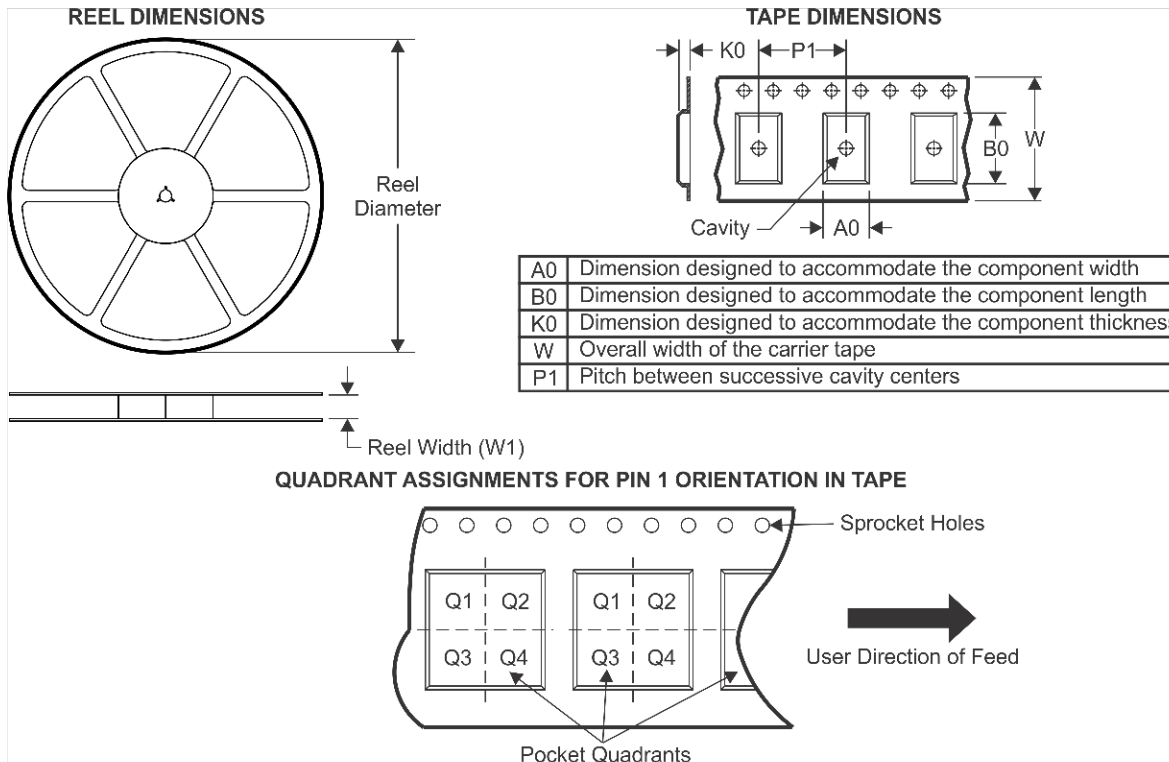 REEL DIMENSIONS
Reel
Diameter
Reel Width (W1)
TAPE DIMENSIONS
K0 P1
B0 W
Cavity
A0
A0 Dimension designed to accommodate the component width
B0 Dimension designed to accommodate the component length
K0 Dimension designed to accommodate the component thickness
W Overall width of the carrier tape
P1 Pitch between successive cavity centers
QUADRANT ASSIGNMENTS FOR PIN 1 ORIENTATION IN TAPE
Sprocket Holes
Q1 Q2 Q1 Q2
Q3 Q4 Q3 Q4
User Direction of Feed
Pocket Quadrants